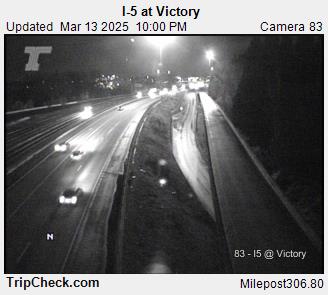 I-5 at Victory
Updated Mar 13 2025 10:00 PM Camera 83
T
N
83 - I5 @ Victory
TripCheck.com Milepost306.80